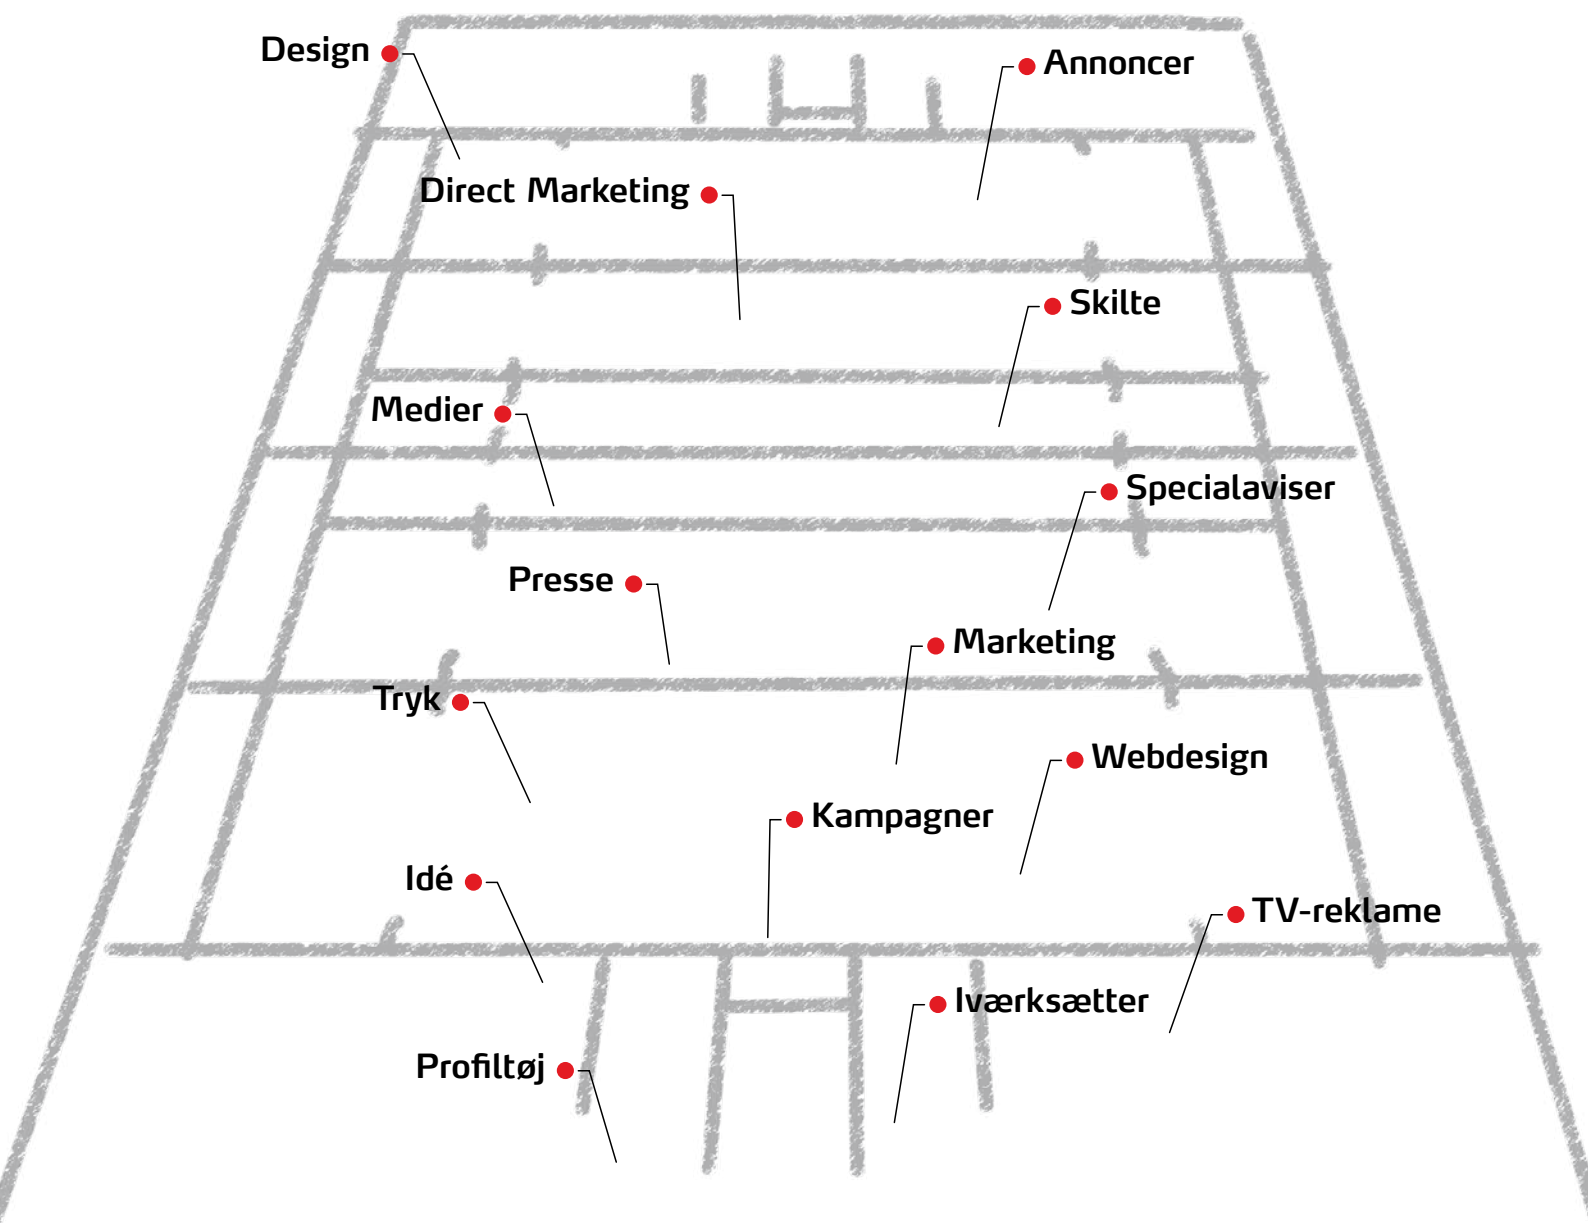 Design
Annoncer
Direct Marketing
Skilte
Medier
Specialaviser
Presse
Marketing
Tryk
Webdesign
Kampagner
Idé
TV-reklame
Iværksætter
Profiltøj